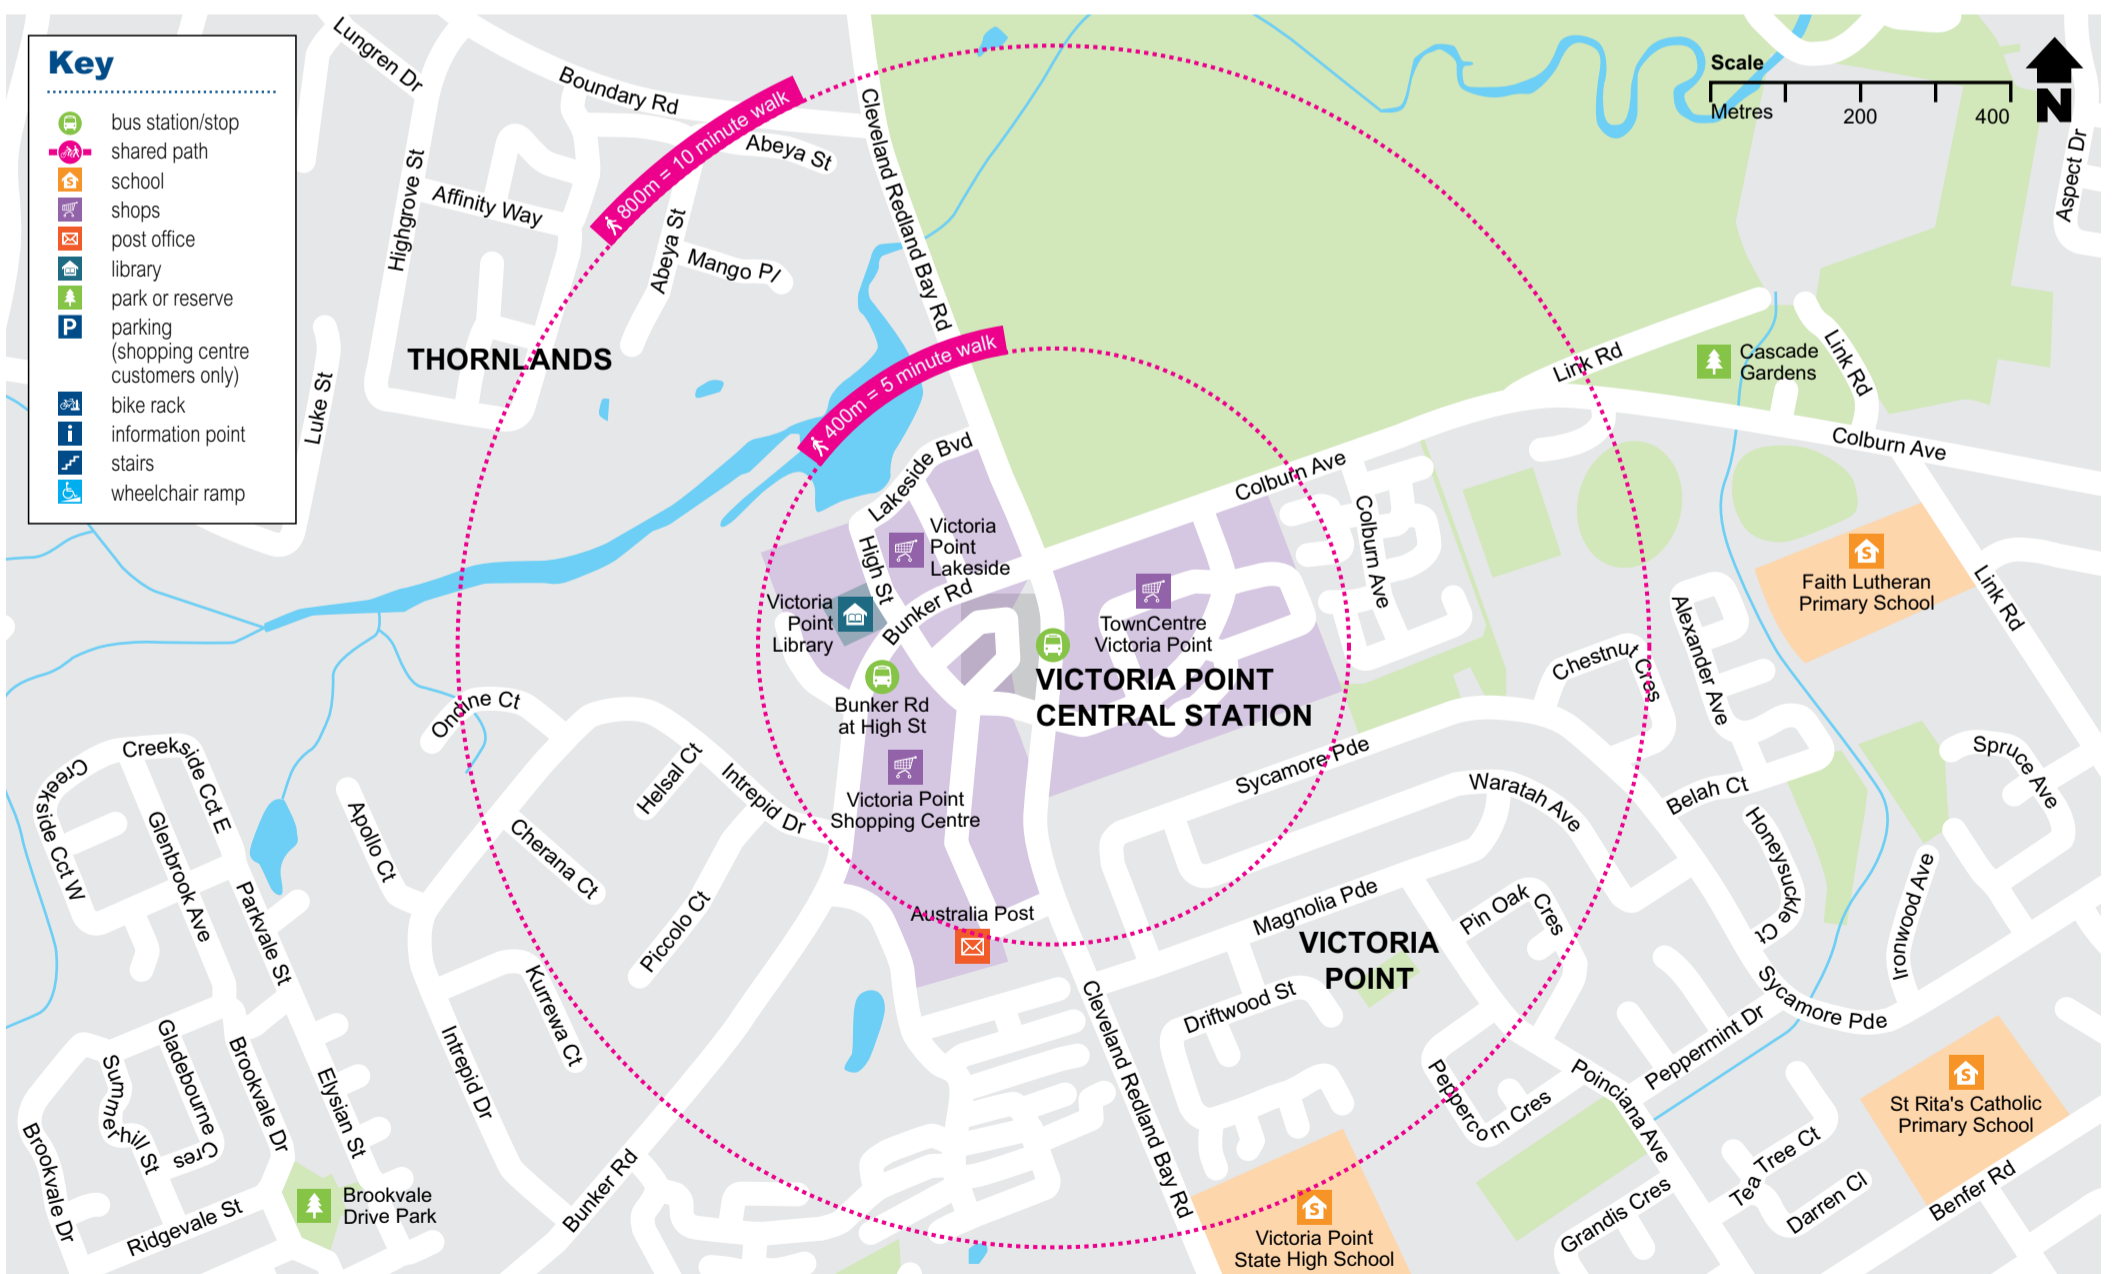 Key
bus station/stop
shared path
school
shops
post office
library
park or reserve
parking
(shopping centre
customers only)
bike rack
information point
stairs
wheelchair ramp
P
i
Scale
Metres
200
400
N
Lungren Dr
Boundary Rd
800m = 10 minute walk
Abeya St
Cleveland Redland Bay Rd
Aspect Dr
Highgrove St
Affinity Way
Abeya St
Mango Pl
THORNLANDS
Luke St
400m = 5 minute walk
Link Rd
Cascade
Gardens
Link Rd
Colburn Ave
Lakeside Bvd
Colburn Ave
Colburn Ave
High St
Victoria
Point
Lakeside
Bunker Rd
Victoria
Point
Library
TownCentre
Victoria Point
Faith Lutheran
Primary School
Link Rd
Alexander Ave
Chestnut Cres
VICTORIA POINT
CENTRAL STATION
Bunker Rd
at High St
Ondine Ct
Creekside Cct E
Creekside Cct W
Helsal Ct
Intrepid Dr
Victoria Point
Shopping Centre
Sycamore Pde
Waratah Ave
Belah Ct
Spruce Ave
Honeysuckle Ct
Apollo Ct
Cherana Ct
Glenbrook Ave
Parkvale St
Piccolo Ct
Australia Post
Magnolia Pde
Pin Oak Cres
VICTORIA
POINT
Ironwood Ave
Kurrewa Ct
Driftwood St
Sycamore Pde
Cleveland Redland Bay Rd
Peppermint Dr
Gladebourne Cres
Summerhill St
Brookvale Dr
Elysian St
Intrepid Dr
Peppercorn Cres
Poinciana Ave
St Rita's Catholic
Primary School
Brookvale Dr
Tea Tree Ct
Darren Cl
Benfer Rd
Grandis Cres
Bunker Rd
Ridgevale St
Brookvale
Drive Park
Victoria Point
State High School